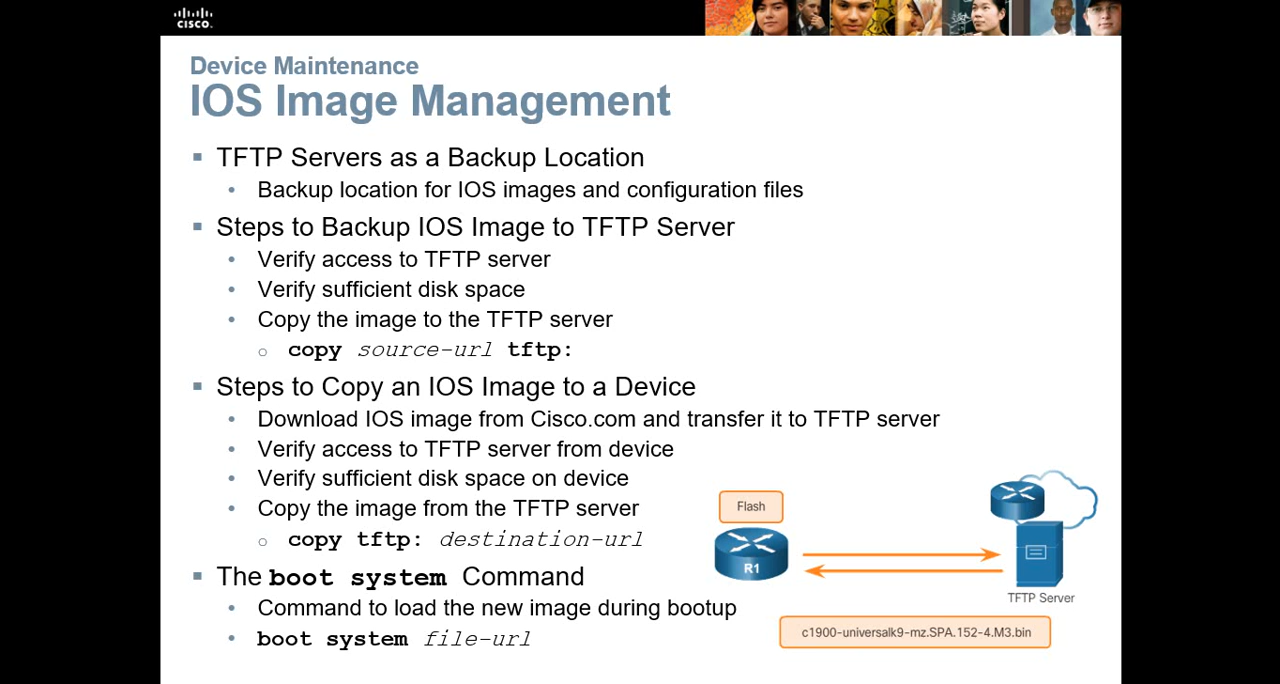 CISCO.
Device Maintenance
IOS Image Management
TFTP Servers as a Backup Location
Backup location for IOS images and configuration files
Steps to Backup IOS Image to TFTP Server
Verify access to TFTP server
Verify sufficient disk space
Copy the image to the TFTP server
copy source-url tftp:
Steps to Copy an IOS Image to a Device
Download IOS image from Cisco.com and transfer it to TFTP server
Verify access to TFTP server from device
Verify sufficient disk space on device
Copy the image from the TFTP server
copy tftp: destination-url
The boot system Command
Command to load the new image during bootup
boot system file-url
Flash
R1
TFTP Server
c1900-universalk9-mz.SPA.152-4.M3.bin